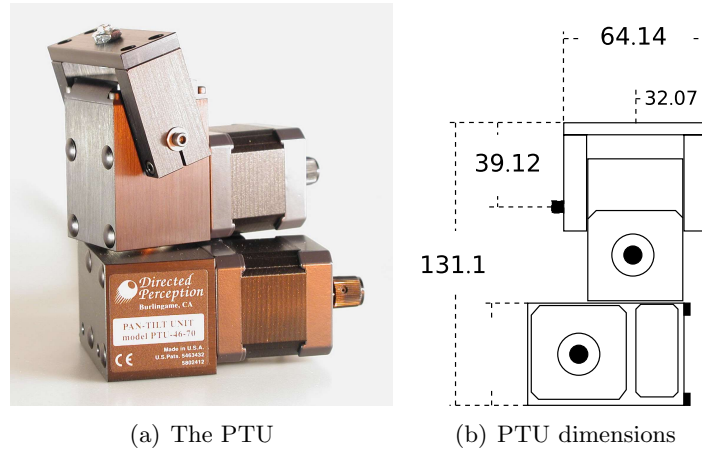 Directed
Perception
Burlingame, CA
PAN-TILT UNIT
model PTU-46-70
Made in U.S.A.
U.S.Pats. 5463432
5802412
CE
64.14
32.07
39.12
131.1
(a) The PTU
(b) PTU dimensions